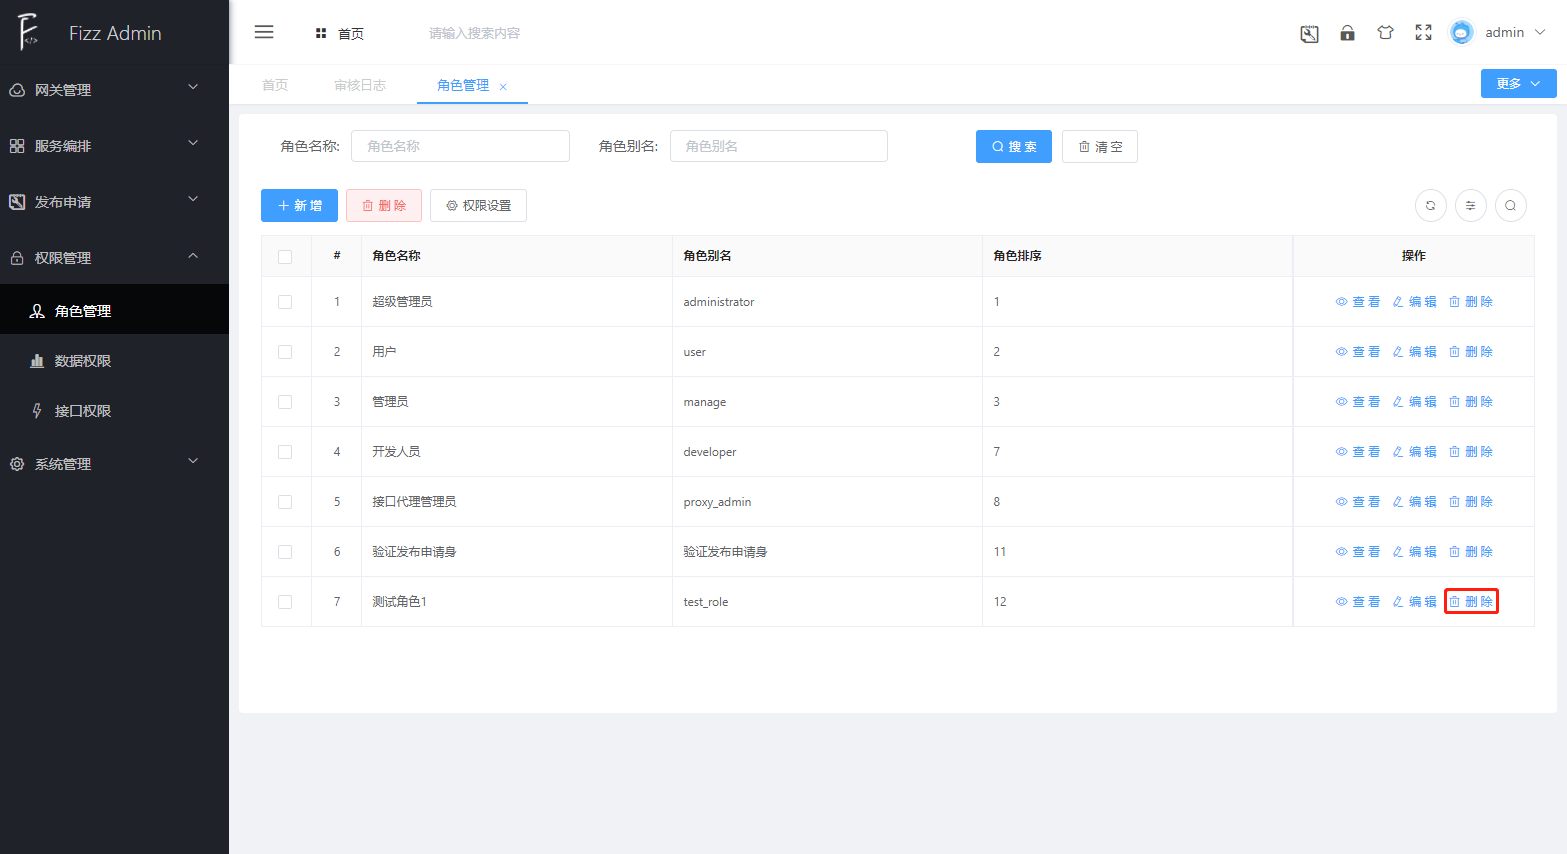 Fizz Admin
首页
请输入搜索内容
admin
网关管理
服务编排
发布申请
权限管理
角色管理
数据权限
接口权限
系统管理
首页 审核日志 角色管理
更多
角色名称: 角色名称 角色别名: 角色别名 搜 索 清 空
新 增 删 除 权限设置
# 角色名称 角色别名 角色排序 操作
1 超级管理员 administrator 1 查 看 编 辑 删 除
2 用户 user 2 查 看 编 辑 删 除
3 管理员 manage 3 查 看 编 辑 删 除
4 开发人员 developer 7 查 看 编 辑 删 除
5 接口代理管理员 proxy_admin 8 查 看 编 辑 删 除
6 验证发布申请身 验证发布申请身 11 查 看 编 辑 删 除
7 测试角色1 test_role 12 查 看 编 辑 删 除